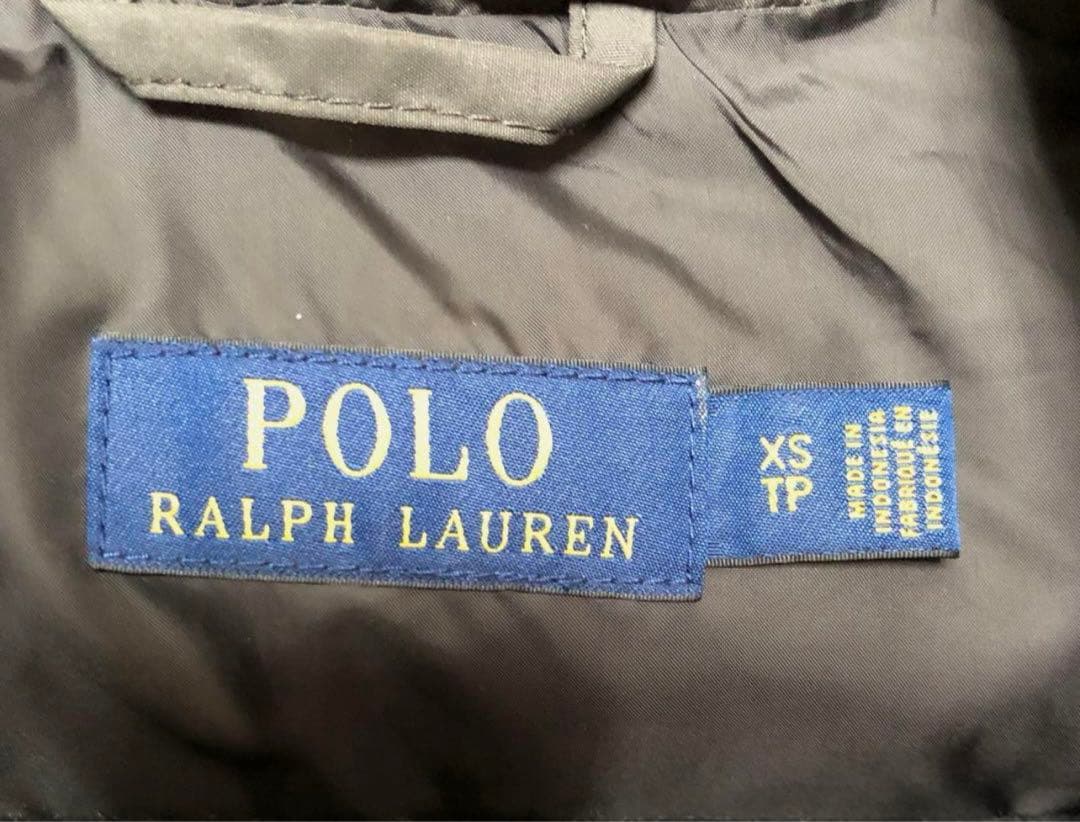 POLO
RALPH LAUREN
XS
TP
MADE IN
INDONESIA
FABRIQUÉ EN
INDONÉSIE